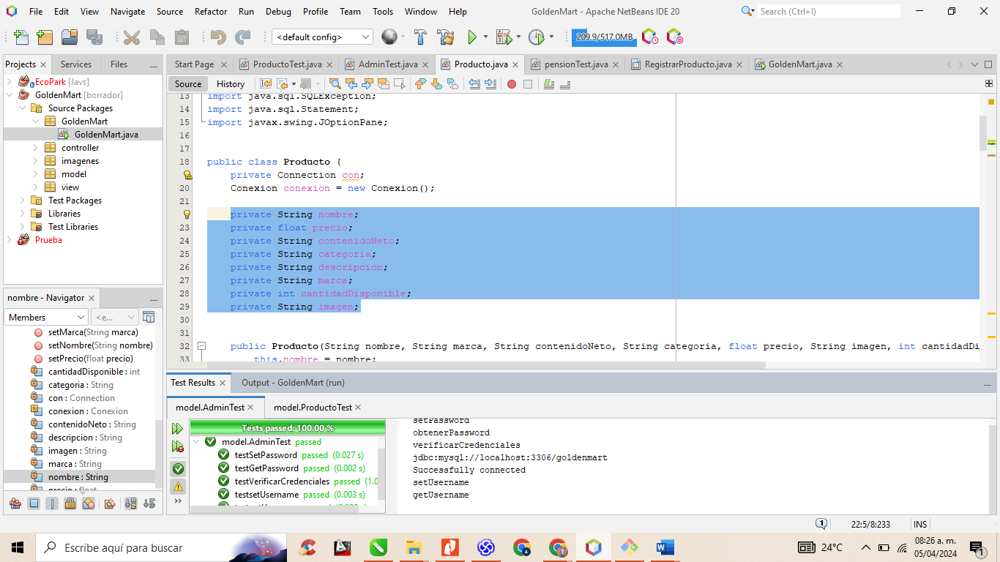 File Edit View Navigate Source Refactor Run Debug Profile Team Tools Window Help GoldenMart - Apache NetBeans IDE 20 Search (Ctrl+I)
<default config> 209.9/517.0MB
Projects Services Files
EcoPark [Javs]
GoldenMart [borrador]
Source Packages
GoldenMart
GoldenMart.java
controller
imagenes
model
view
Test Packages
Libraries
Test Libraries
Prueba
nombre - Navigator
Members <e...
setMarca(String marca)
setNombre(String nombre)
setPrecio(float precio)
cantidadDisponible : int
categoria : String
con : Connection
conexion : Conexion
contenidoNeto : String
descripcion : String
imagen : String
marca : String
nombre : String
precio : float
Start Page ProductoTest.java AdminTest.java Producto.java pensionTest.java RegistrarProducto.java GoldenMart.java
Source History
13 import java.sql.SQLException;
14 import java.sql.Statement;
15 import javax.swing.JOptionPane;
16
17
18 public class Producto {
private Connection con;
20 Conexion conexion = new Conexion();
21
private String nombre;
23 private float precio;
24 private String contenidoNeto;
25 private String categoria;
26 private String descripcion;
27 private String marca;
28 private int cantidadDisponible;
29 private String imagen;
30
31
32 public Producto(String nombre, String marca, String contenidoNeto, String categoria, float precio, String imagen, int cantidadDi
33 this.nombre = nombre;
Test Results Output - GoldenMart (run)
model.AdminTest model.ProductoTest
Tests passed: 100.00 %
model.AdminTest passed
testSetPassword passed (0.027 s)
testGetPassword passed (0.002 s)
testVerificarCredenciales passed (1.0
testsetUsername passed (0.003 s)
setPassword
obtenerPassword
verificarCredenciales
jdbc:mysql://localhost:3306/goldenmart
Successfully connected
setUsername
getUsername
1 22:5/8:233 INS
Escribe aquí para buscar 24°C 08:26 a. m.
05/04/2024 1